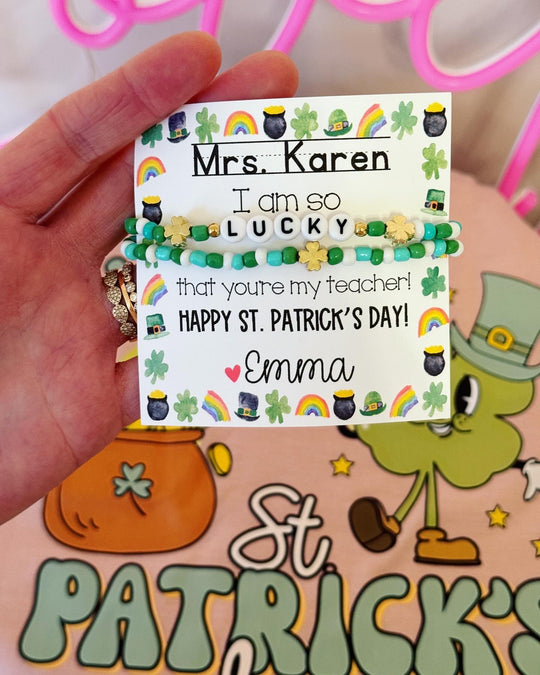 Mrs. Karen
I am so
LUCKY
that you're my teacher!
HAPPY ST. PATRICK'S DAY!
Emma
St
PATRICK'S